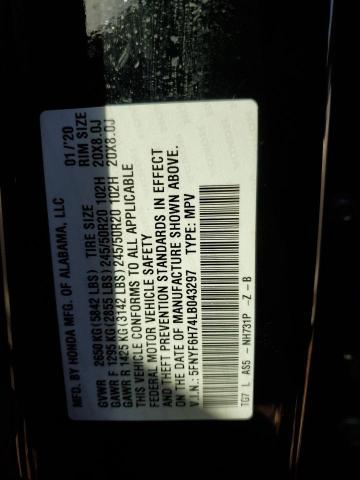 MFD. BY HONDA MFG. OF ALABAMA, LLC 01/'20
TIRE SIZE RIM SIZE
GVWR 2650 KG(5842 LBS)
GAWR F 1295 KG(2855 LBS) 245/50R20 102H 20X8.0J
GAWR R 1425 KG(3142 LBS) 245/50R20 102H 20X8.0J
THIS VEHICLE CONFORMS TO ALL APPLICABLE
FEDERAL MOTOR VEHICLE SAFETY
AND THEFT PREVENTION STANDARDS IN EFFECT
ON THE DATE OF MANUFACTURE SHOWN ABOVE.
V.I.N.: 5FNYF6H74LB043297 TYPE: MPV
TG7 L AS5 -NH731P -Z -B